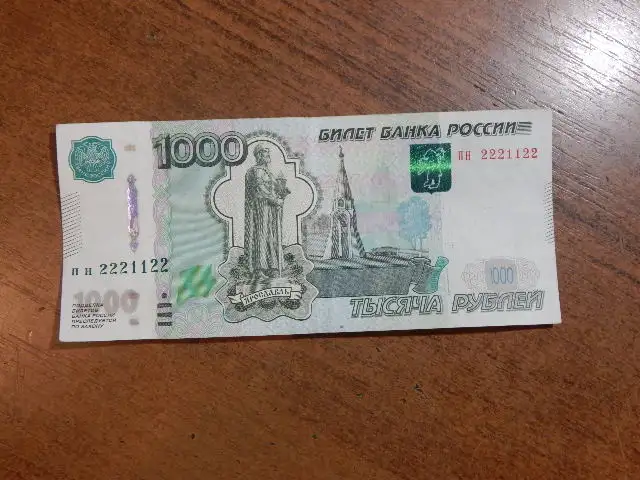 БИЛЕТ БАНКА РОССИИ
1000
ПН 2221122
пн 2221122
ЯРОСЛАВЛЬ
1000
1000
ТЫСЯЧА РУБЛЕЙ
ПОДДЕЛКА
БИЛЕТОВ
БАНКА РОССИИ
ПРЕСЛЕДУЕТСЯ
ПО ЗАКОНУ